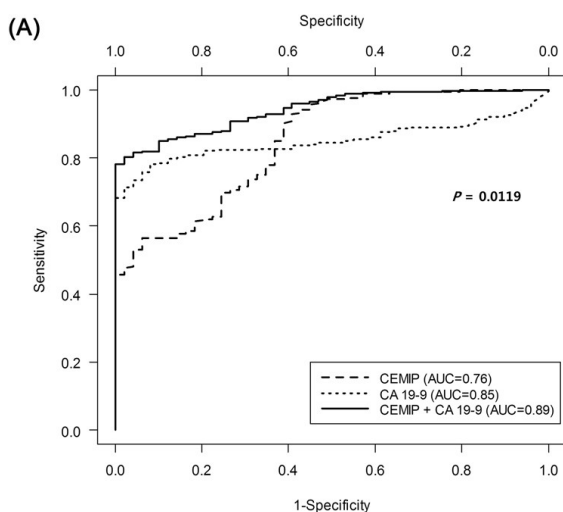 (A)
Specificity
1.0 0.8 0.6 0.4 0.2 0.0
1.0
0.8
0.6
0.4
0.2
0.0
Sensitivity
P = 0.0119
CEMIP (AUC=0.76)
CA 19-9 (AUC=0.85)
CEMIP + CA 19-9 (AUC=0.89)
0.0 0.2 0.4 0.6 0.8 1.0
1-Specificity